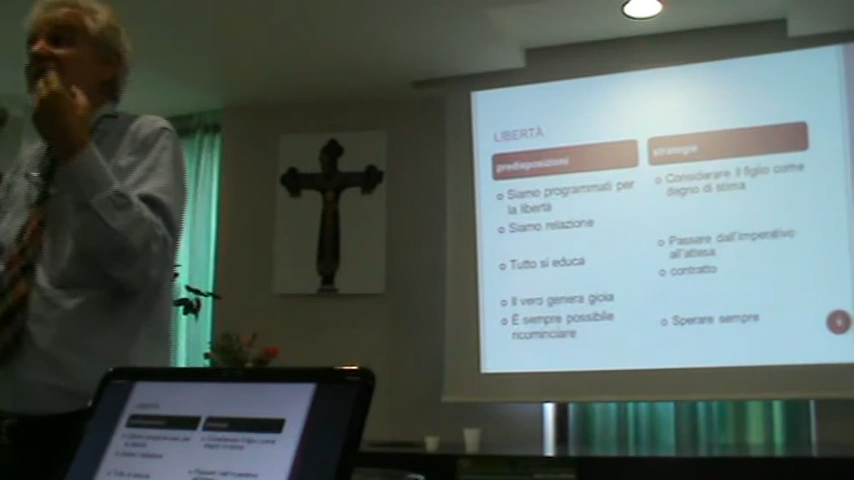 LIBERTÀ
predisposizioni
Siamo programmati per
la libertà
Siamo relazione
Tutto si educa
Il vero genera gioia
È sempre possibile
ricominciare
strategie
Considerare il figlio come
degno di stima
Passare dall'imperativo
all'attesa
contratto
Sperare sempre